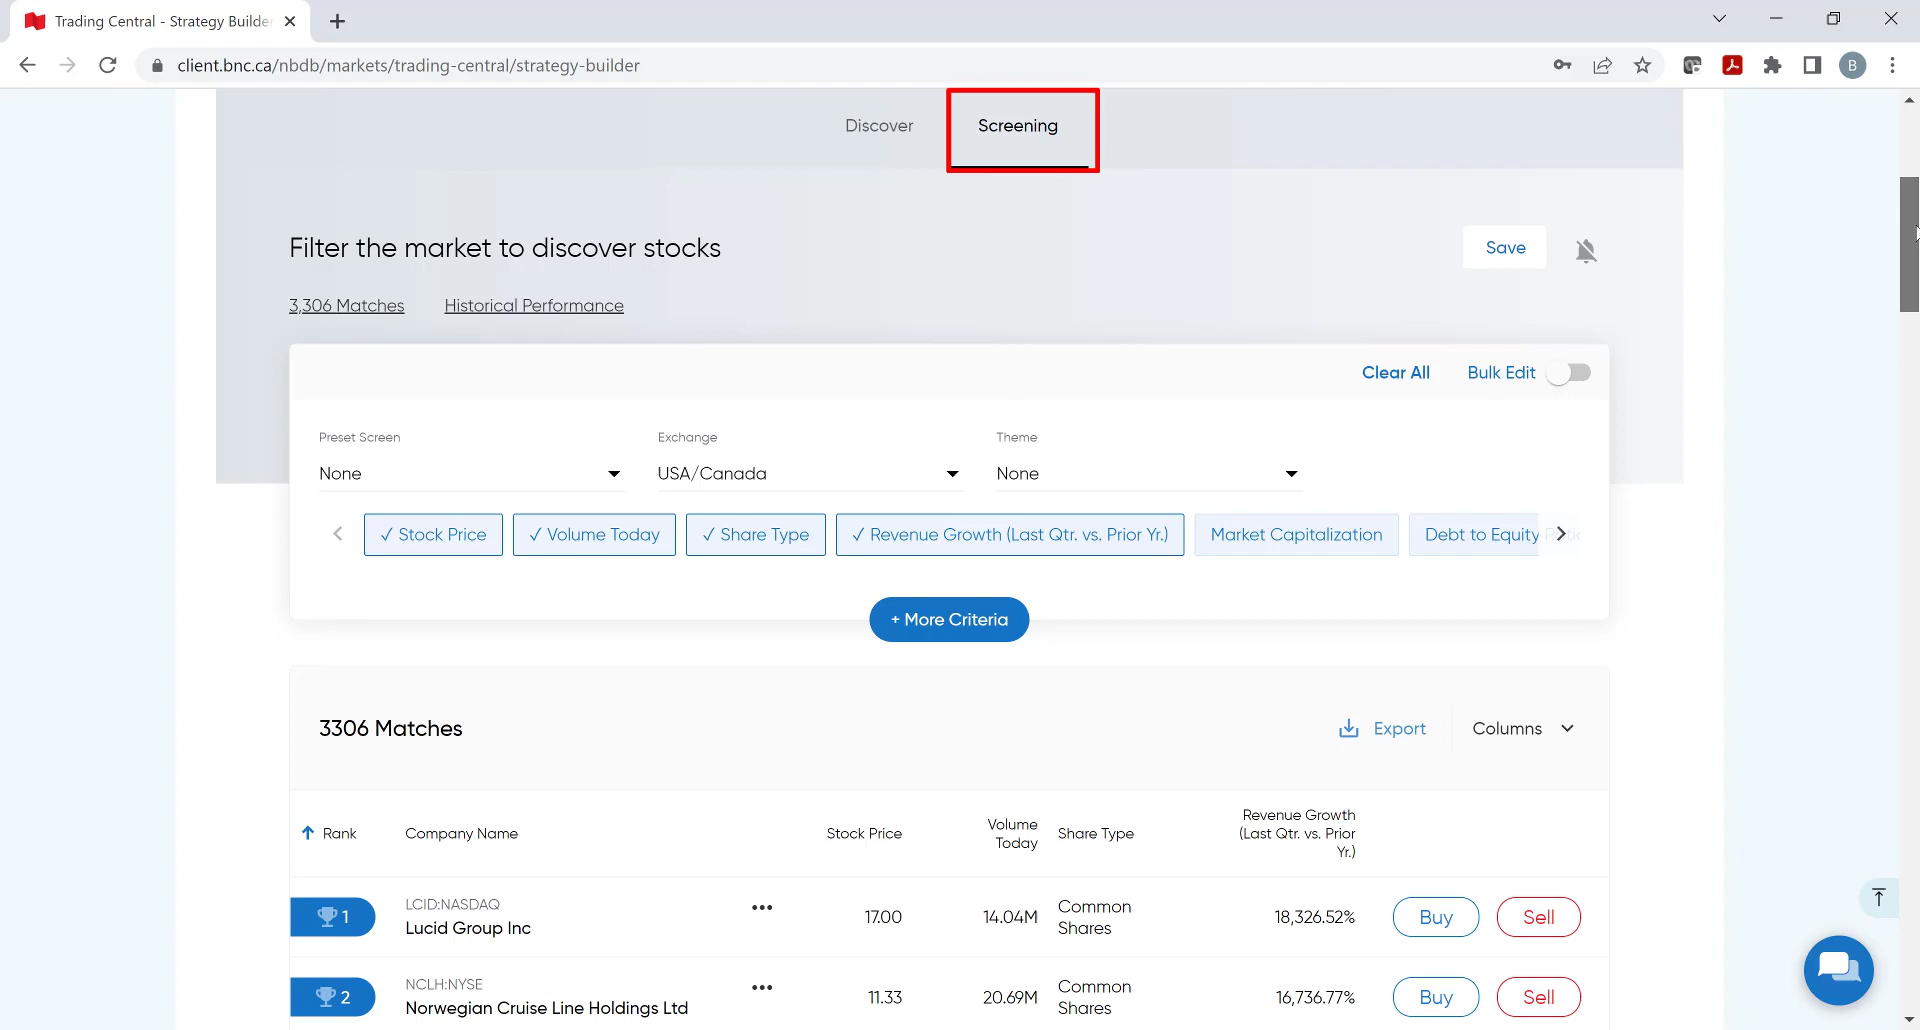 Trading Central - Strategy Builder
client.bnc.ca/nbdb/markets/trading-central/strategy-builder
B
Discover
Screening
Filter the market to discover stocks
Save
3,306 Matches
Historical Performance
Clear All
Bulk Edit
Preset Screen
Exchange
Theme
None
USA/Canada
None
✓ Stock Price
✓ Volume Today
✓ Share Type
✓ Revenue Growth (Last Qtr. vs. Prior Yr.)
Market Capitalization
Debt to Equity
+ More Criteria
3306 Matches
Export
Columns
Rank
Company Name
Stock Price
Volume
Today
Share Type
Revenue Growth
(Last Qtr. vs. Prior
Yr.)
1
LCID:NASDAQ
Lucid Group Inc
•••
17.00
14.04M
Common
Shares
18,326.52%
Buy
Sell
2
NCLH:NYSE
Norwegian Cruise Line Holdings Ltd
•••
11.33
20.69M
Common
Shares
16,736.77%
Buy
Sell